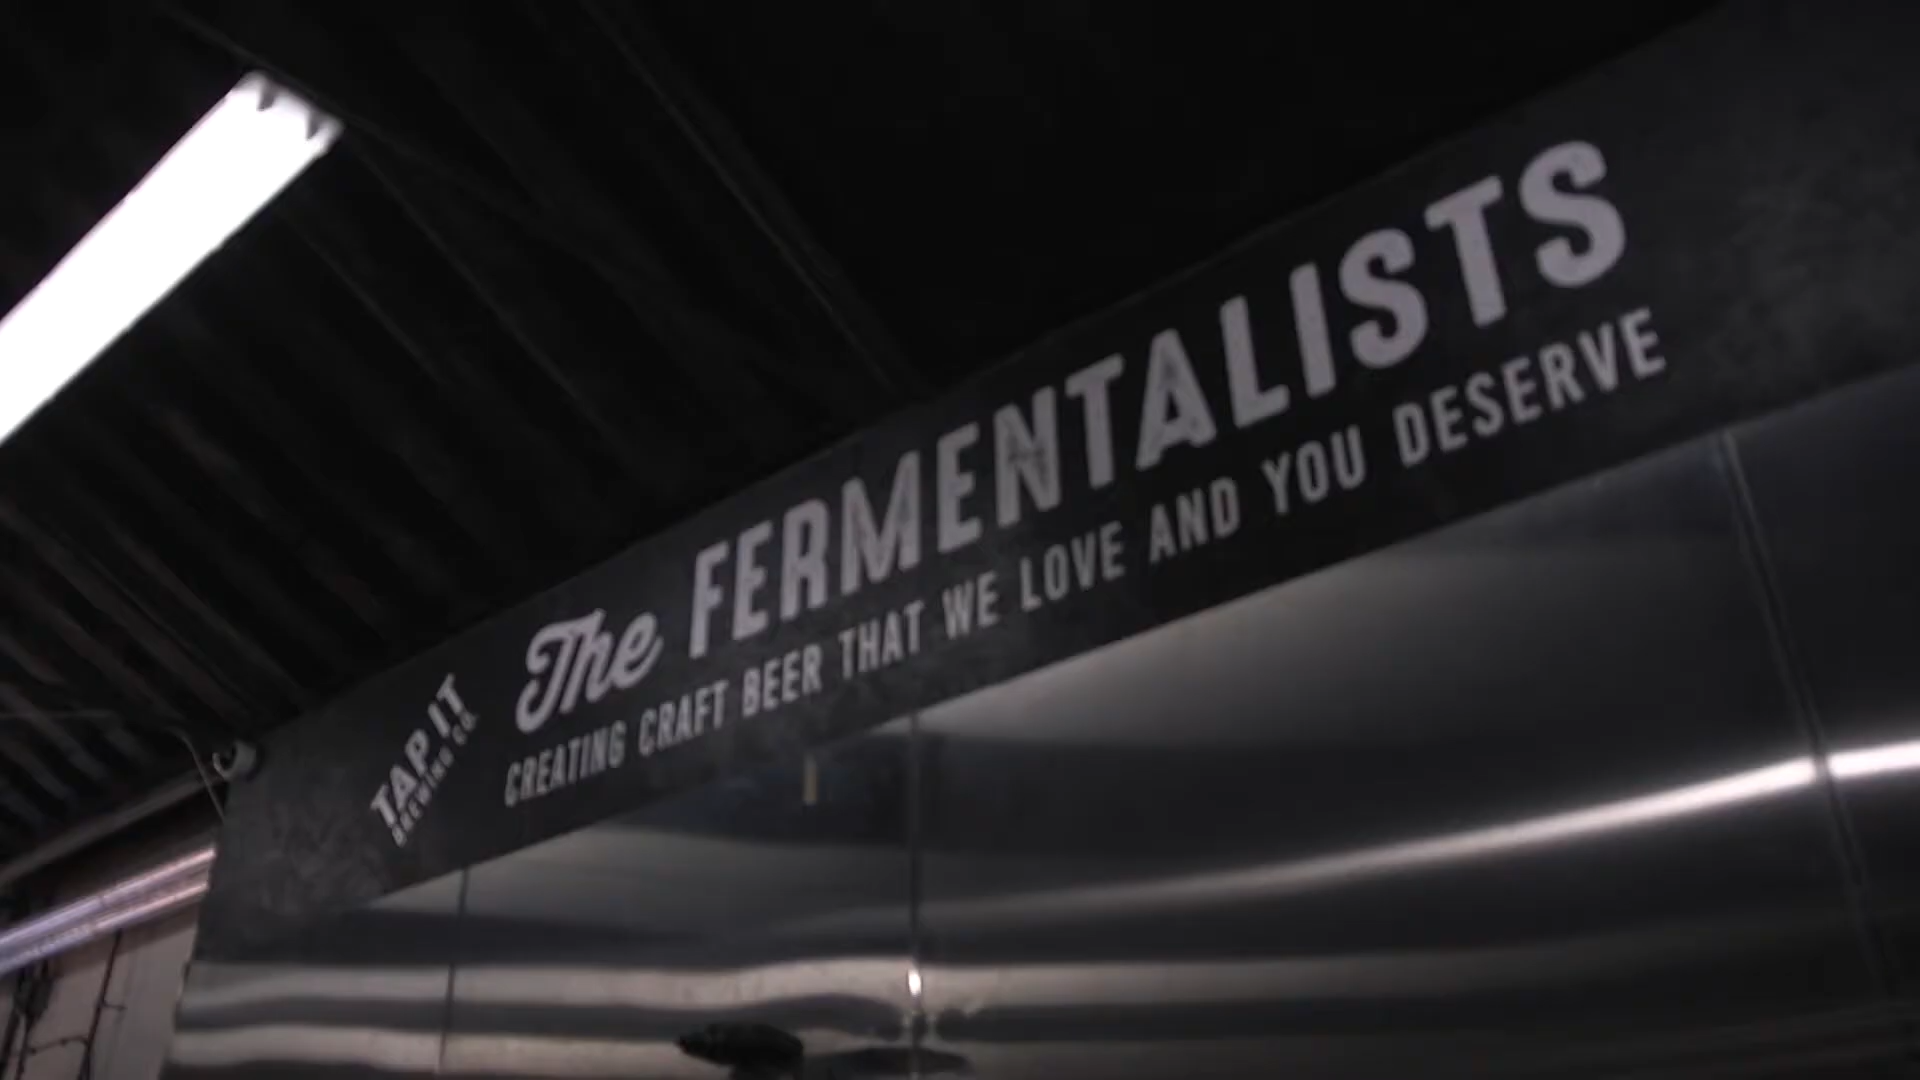 TAP IT
BREWING CO.
The FERMENTALISTS
CREATING CRAFT BEER THAT WE LOVE AND YOU DESERVE